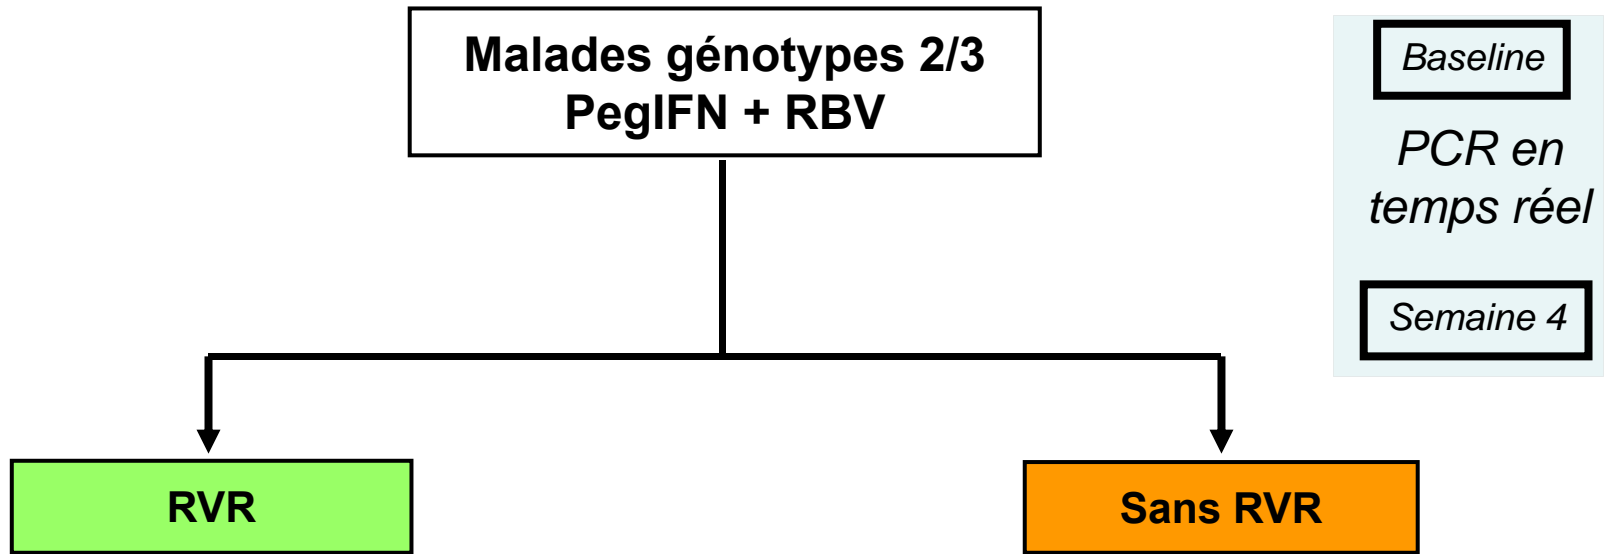 Malades génotypes 2/3
PegIFN + RBV
Baseline
PCR en
temps réel
Semaine 4
RVR
Sans RVR